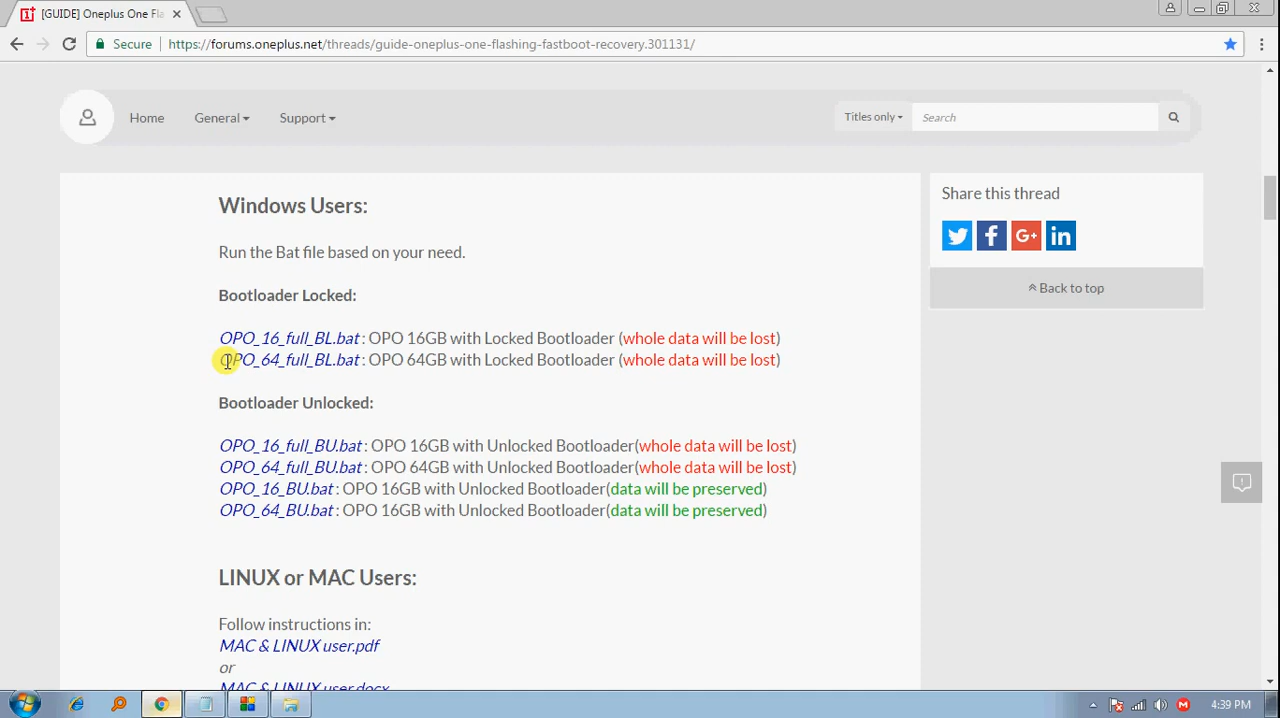 [GUIDE] Oneplus One Fla
Secure
https://forums.oneplus.net/threads/guide-oneplus-one-flashing-fastboot-recovery.301131/
Home
General
Support
Titles only
Search
Windows Users:
Run the Bat file based on your need.
Bootloader Locked:
OPO_16_full_BL.bat : OPO 16GB with Locked Bootloader (whole data will be lost)
OPO_64_full_BL.bat : OPO 64GB with Locked Bootloader (whole data will be lost)
Bootloader Unlocked:
OPO_16_full_BU.bat : OPO 16GB with Unlocked Bootloader(whole data will be lost)
OPO_64_full_BU.bat : OPO 64GB with Unlocked Bootloader(whole data will be lost)
OPO_16_BU.bat : OPO 16GB with Unlocked Bootloader(data will be preserved)
OPO_64_BU.bat : OPO 16GB with Unlocked Bootloader(data will be preserved)
LINUX or MAC Users:
Follow instructions in:
MAC & LINUX user.pdf
or
MAC & LINUX user.docx
Share this thread
G+
in
Back to top
4:39 PM